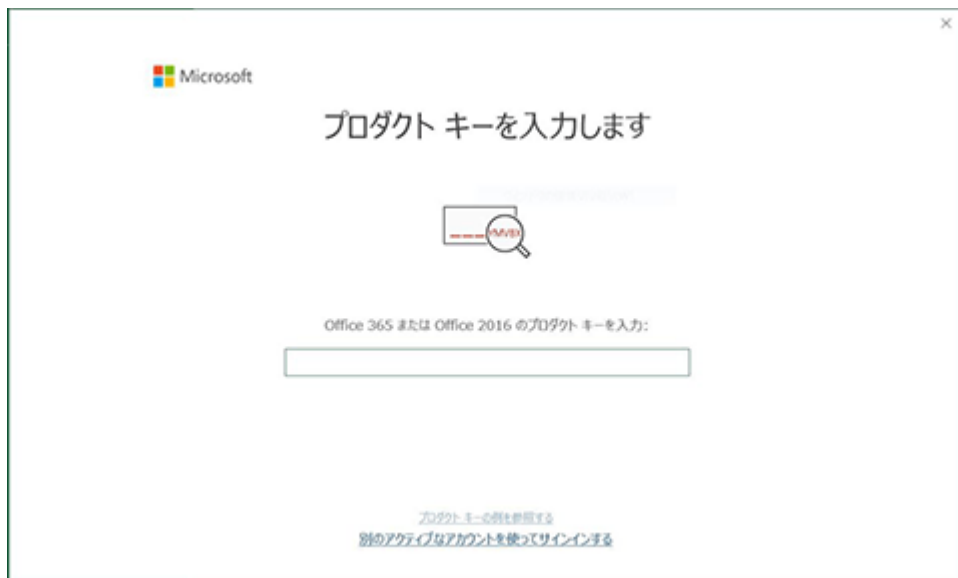 Microsoft
プロダクト キーを入力します
YMVBX
Office 365 または Office 2016 のプロダクト キーを入力:
プロダクト キーの例を参照する
別のアクティブなアカウントを使ってサインインする